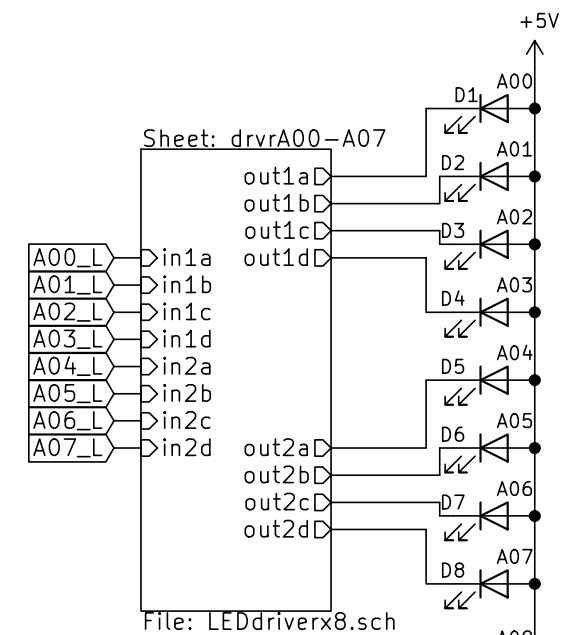 +5V
A00
D1
Sheet: drvrA00-A07
A01
D2
out1a
out1b
A02
D3
out1c
A00_L in1a
out1d
A01_L in1b
A03
D4
A02_L in1c
A03_L in1d
A04
D5
A04_L in2a
A05_L in2b
A06_L in2c
A05
D6
A07_L in2d
out2a
out2b
A06
D7
out2c
out2d
A07
D8
File: LEDdriverx8.sch